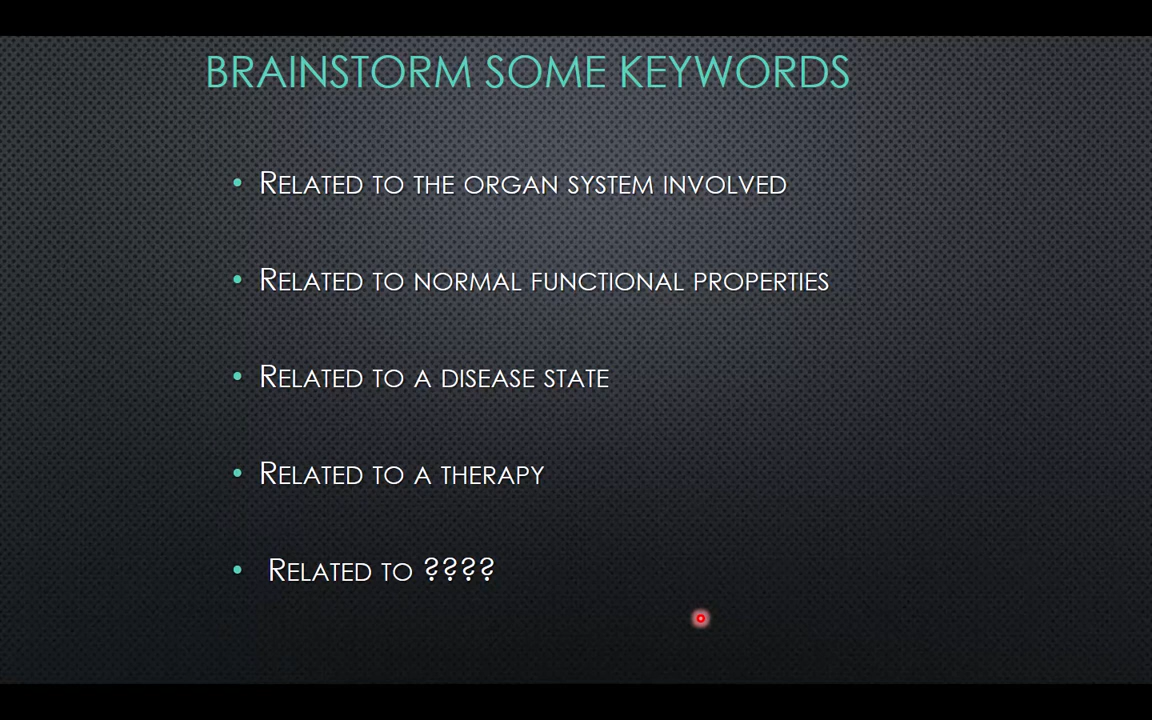 BRAINSTORM SOME KEYWORDS
• RELATED TO THE ORGAN SYSTEM INVOLVED
• RELATED TO NORMAL FUNCTIONAL PROPERTIES
• RELATED TO A DISEASE STATE
• RELATED TO A THERAPY
• RELATED TO ????